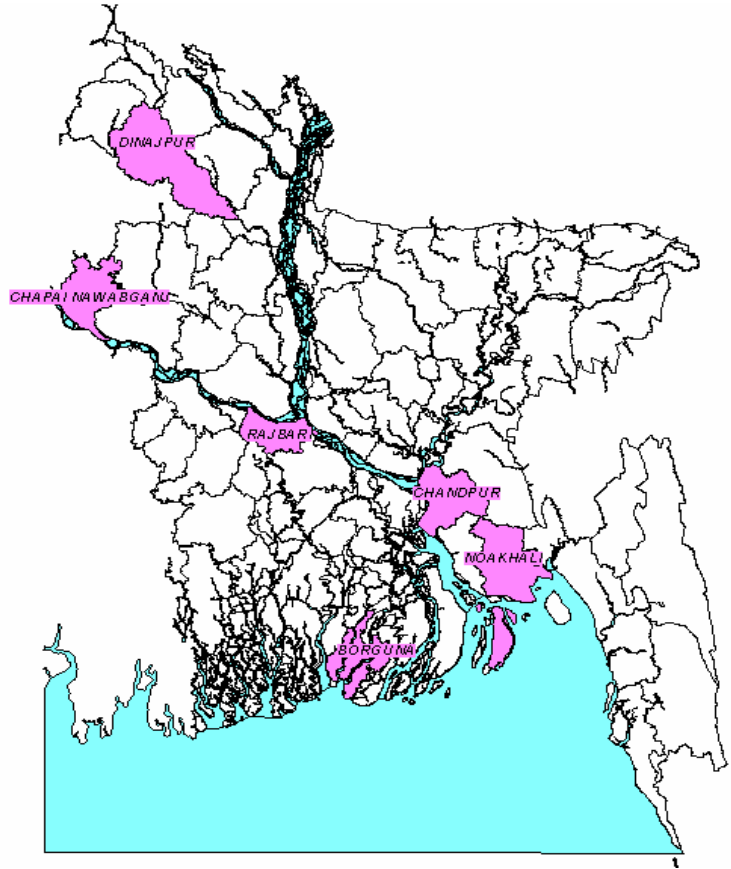 DINAJPUR
CHAPAI NAWABGANJ
RAJBARI
CHANDPUR
NOAKHALI
BORGUNA